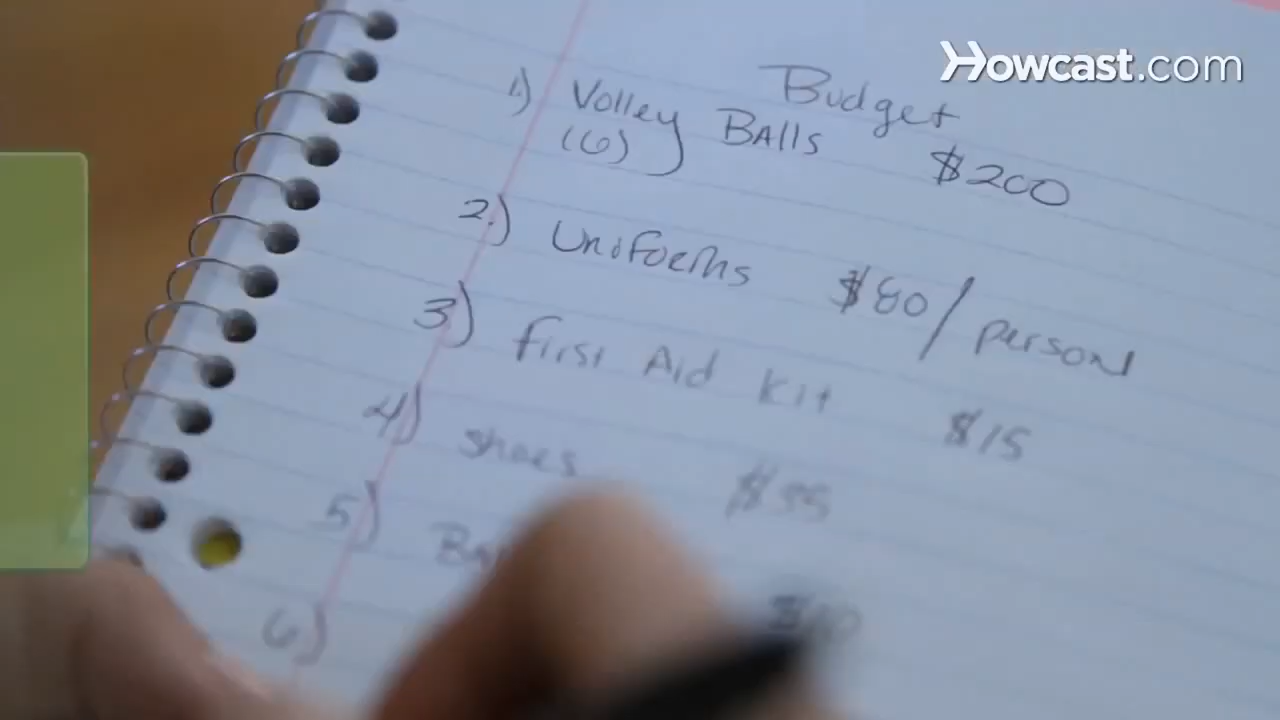 Howcast.com
Budget
1) Volley BAlls $200
(6)
2.) UniFoRms $80/person
3) First Aid Kit $15
4) Shoes $55
5)
6)